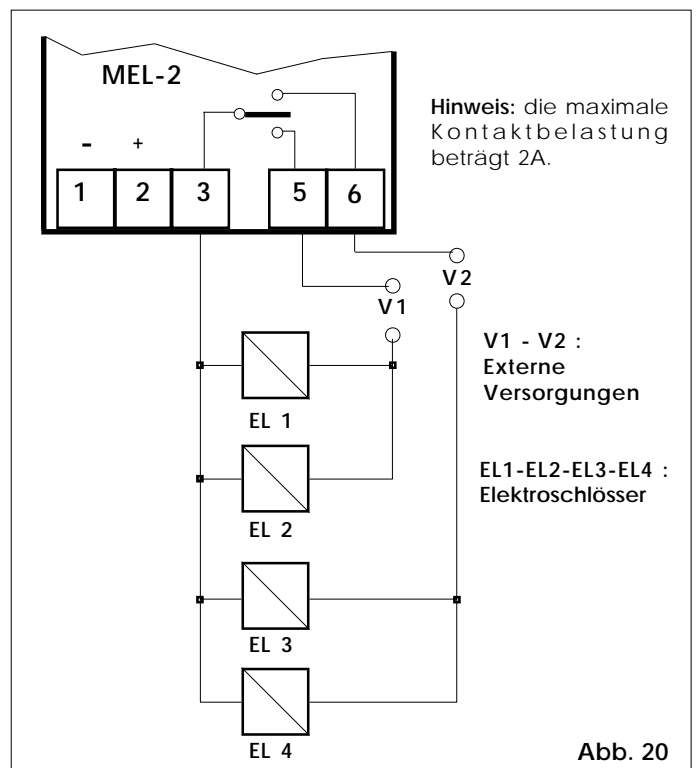 MEL-2
Hinweis: die maximale
Kontaktbelastung
beträgt 2A.
- +
1 2 3 5 6
V2
V1
V1 - V2 :
Externe
Versorgungen
EL 1
EL1-EL2-EL3-EL4 :
Elektroschlösser
EL 2
EL 3
EL 4
Abb. 20